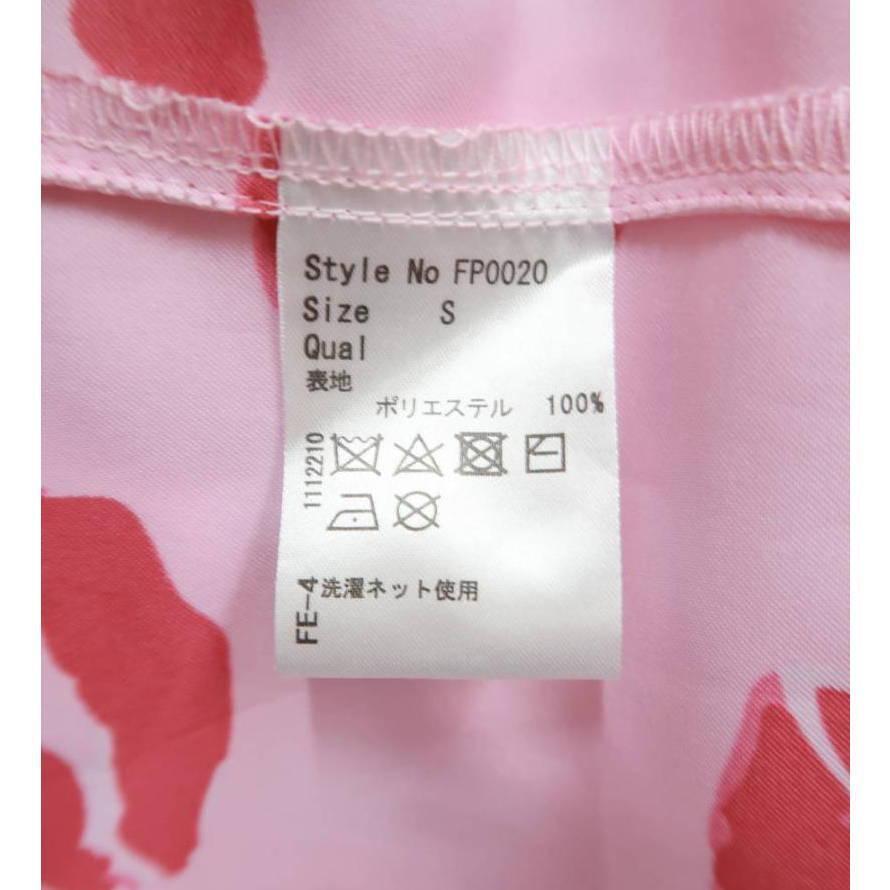 Style No FP0020
Size S
Qual
表地
ポリエステル 100%
1112210
FE-4
洗濯ネット使用